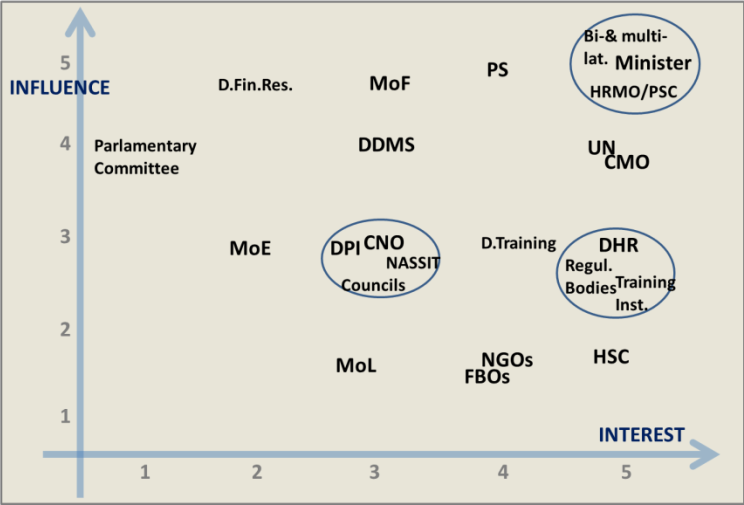 Bi-& multi-
lat. Minister
HRMO/PSC
5
INFLUENCE
D.Fin.Res.
MoF
PS
4
Parlamentary
Committee
DDMS
UN
CMO
3
MoE
DPI CNO
NASSIT
Councils
D.Training
DHR
Regul.
Bodies Training
Inst.
2
MoL
NGOs
FBOs
HSC
1
INTEREST
1 2 3 4 5